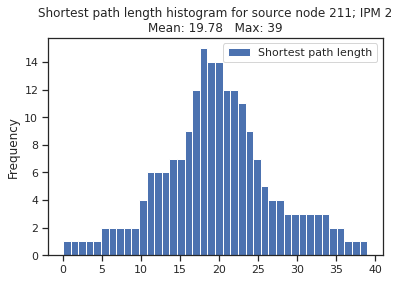 Shortest path length histogram for source node 211; IPM 2
Mean: 19.78   Max: 39
Shortest path length
Frequency
14
12
10
8
6
4
2
0
0 5 10 15 20 25 30 35 40